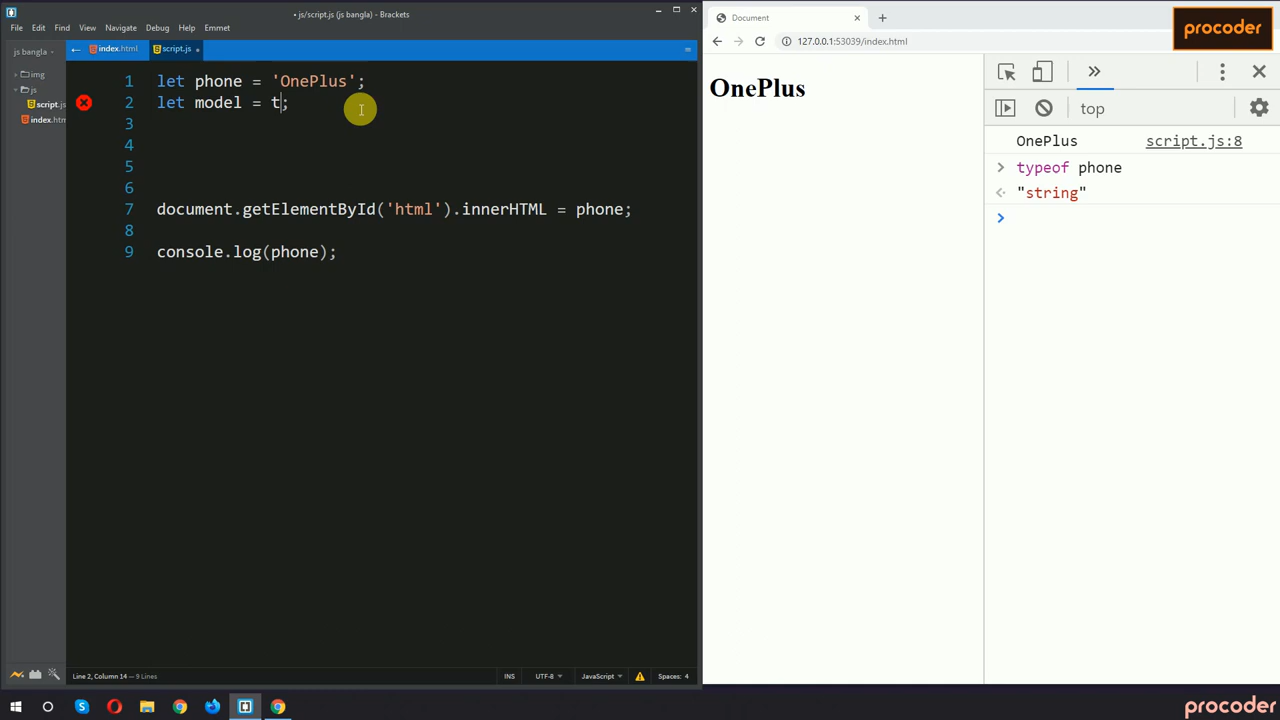 • js/script.js (js bangla) - Brackets
File Edit Find View Navigate Debug Help Emmet
js bangla
img
js
script.js
index.htm
index.html
script.js •
1 let phone = 'OnePlus';
2 let model = t;
3
4
5
6
7 document.getElementById('html').innerHTML = phone;
8
9 console.log(phone);
Line 2, Column 14 — 9 Lines
INS UTF-8 JavaScript Spaces: 4
Document
127.0.0.1:53039/index.html
procoder
OnePlus
top
OnePlus script.js:8
typeof phone
"string"
procoder